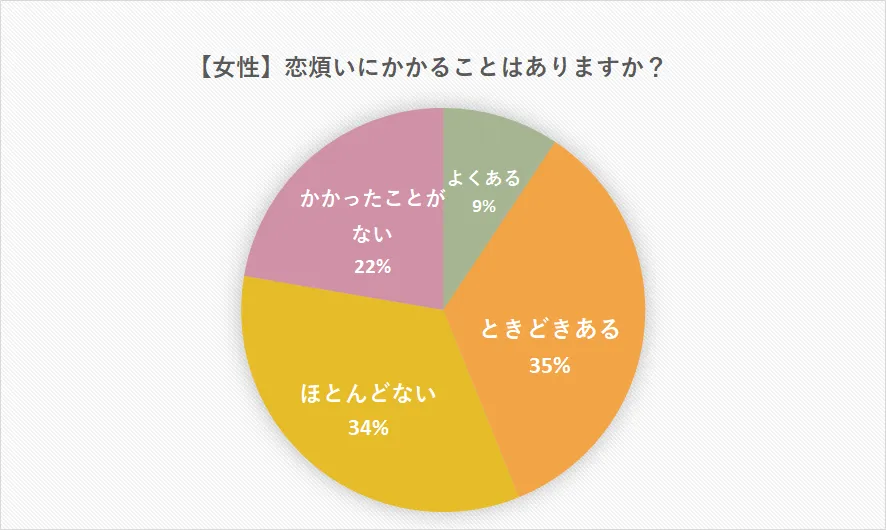 【女性】恋煩いにかかることはありますか？
よくある
9%
ときどきある
35%
ほとんどない
34%
かかったことが
ない
22%